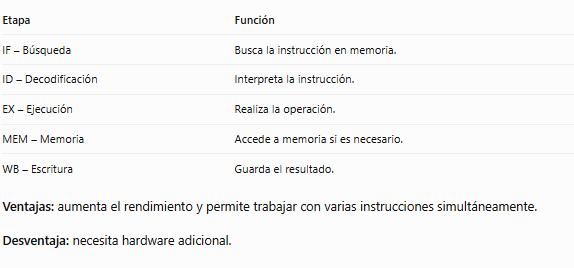 Etapa Función
IF – Búsqueda Busca la instrucción en memoria.
ID – Decodificación Interpreta la instrucción.
EX – Ejecución Realiza la operación.
MEM – Memoria Accede a memoria si es necesario.
WB – Escritura Guarda el resultado.
Ventajas: aumenta el rendimiento y permite trabajar con varias instrucciones simultáneamente.
Desventaja: necesita hardware adicional.